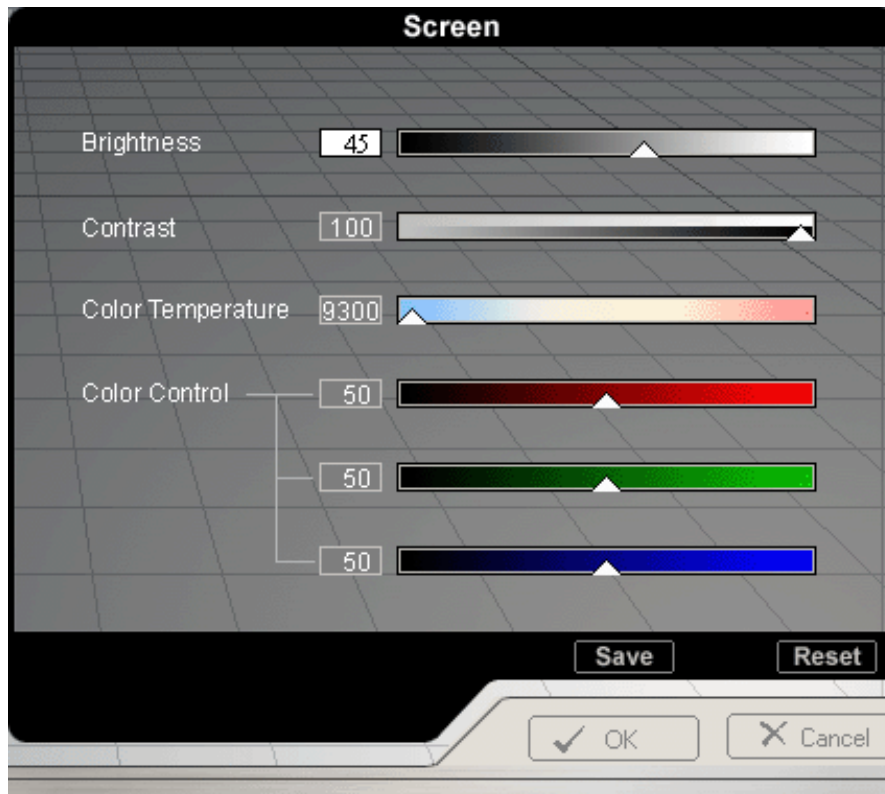 Screen
Brightness 45
Contrast 100
Color Temperature 9300
Color Control 50
50
50
Save Reset
OK Cancel